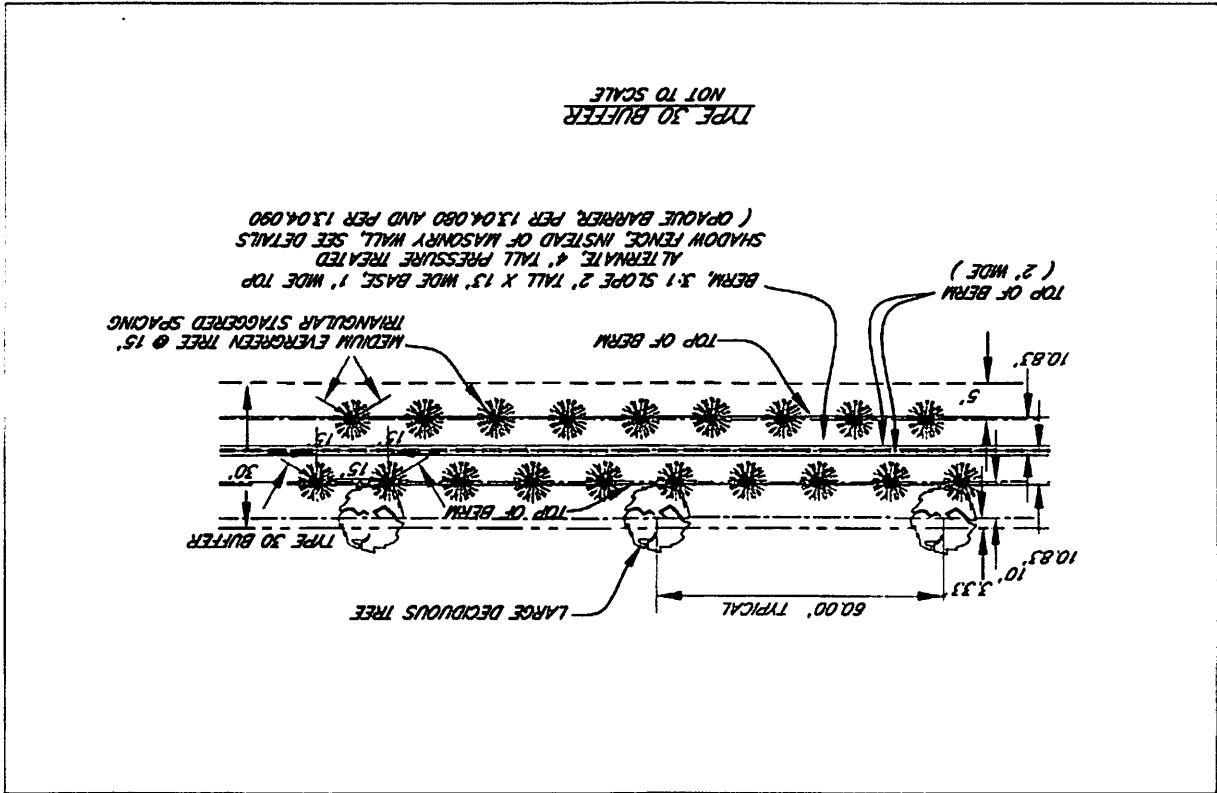 60.00' TYPICAL
LARGE DECIDUOUS TREE
3.33'
10'
10.83'
TYPE 30 BUFFER
TOP OF BERM
15'
30'
13'
15'
5'
10.83'
TOP OF BERM
MEDIUM EVERGREEN TREE @ 15'
TRIANGULAR STAGGERED SPACING
TOP OF BERM
( 2' WIDE )
BERM, 3:1 SLOPE 2' TALL X 13' WIDE BASE, 1' WIDE TOP
ALTERNATE, 4' TALL PRESSURE TREATED
SHADOW FENCE, INSTEAD OF MASONRY WALL, SEE DETAILS
( OPAQUE BARRIER, PER 13.04.080 AND PER 13.04.090
TYPE 30 BUFFER
NOT TO SCALE